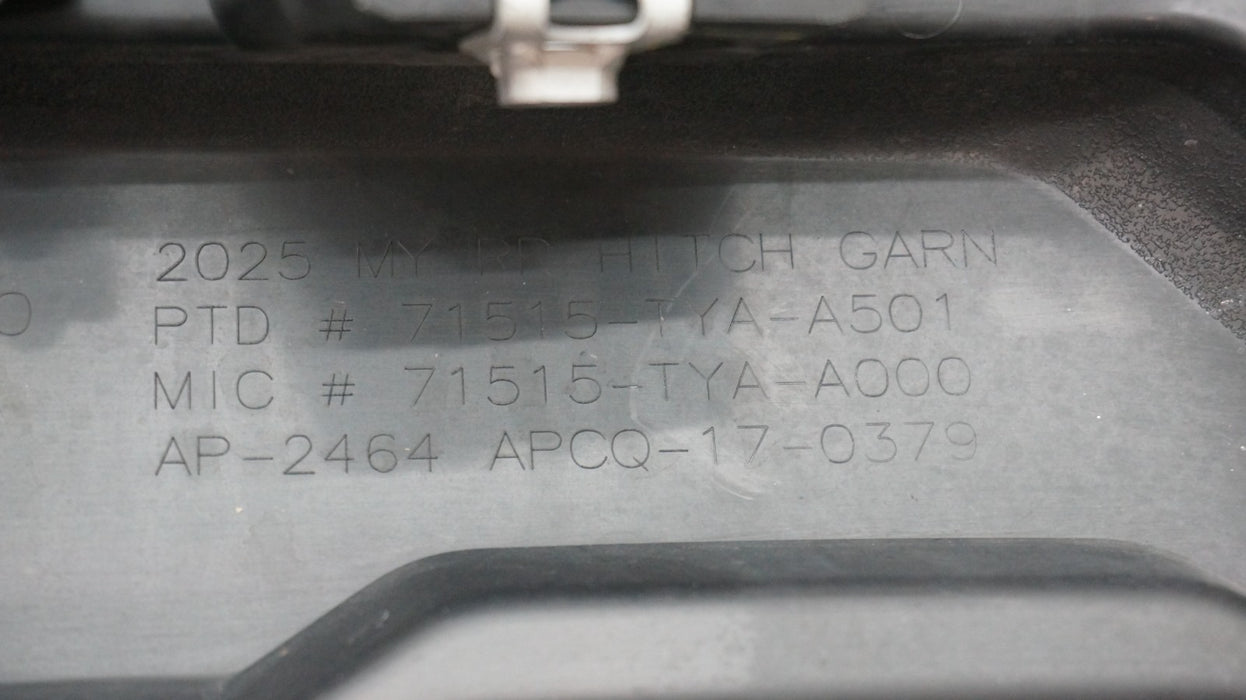 2025 MY RR HITCH GARN
PTD # 71515-TYA-A501
MIC # 71515-TYA-A000
AP-2464 APCQ-17-0379